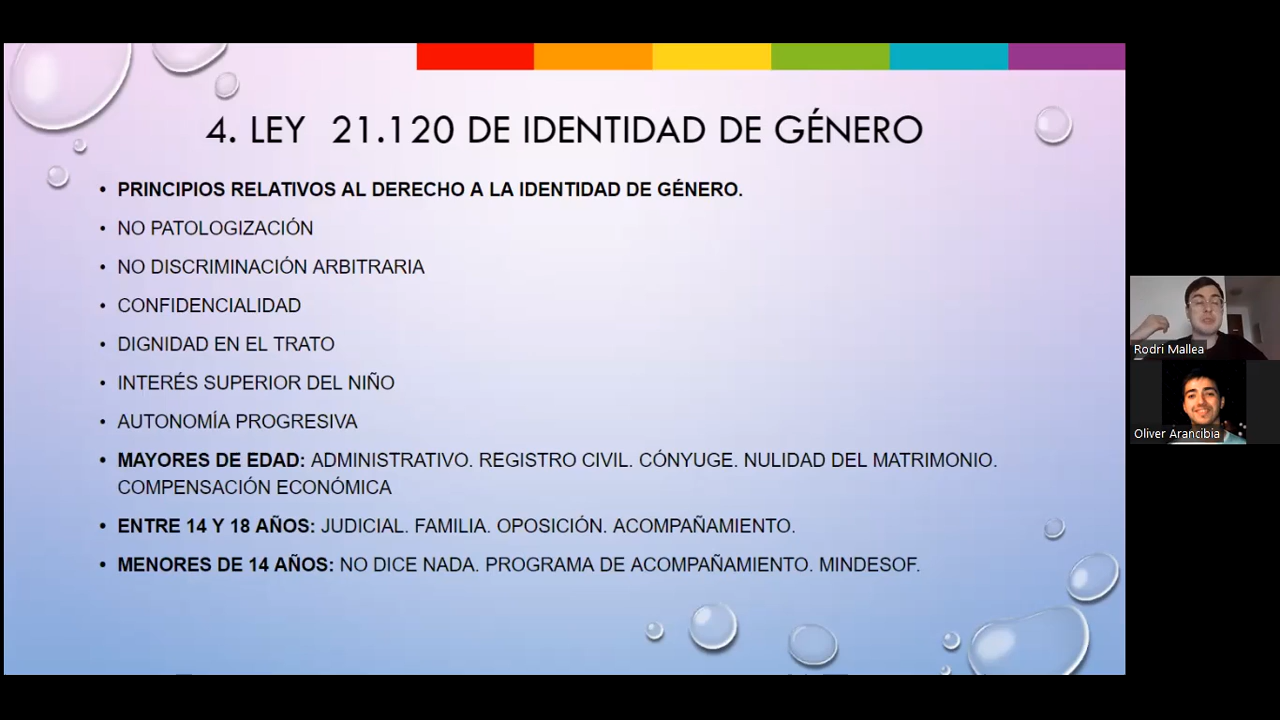 4. LEY 21.120 DE IDENTIDAD DE GÉNERO
• PRINCIPIOS RELATIVOS AL DERECHO A LA IDENTIDAD DE GÉNERO.
• NO PATOLOGIZACIÓN
• NO DISCRIMINACIÓN ARBITRARIA
• CONFIDENCIALIDAD
• DIGNIDAD EN EL TRATO
• INTERÉS SUPERIOR DEL NIÑO
• AUTONOMÍA PROGRESIVA
• MAYORES DE EDAD: ADMINISTRATIVO. REGISTRO CIVIL. CÓNYUGE. NULIDAD DEL MATRIMONIO.
COMPENSACIÓN ECONÓMICA
• ENTRE 14 Y 18 AÑOS: JUDICIAL. FAMILIA. OPOSICIÓN. ACOMPAÑAMIENTO.
• MENORES DE 14 AÑOS: NO DICE NADA. PROGRAMA DE ACOMPAÑAMIENTO. MINDESOF.
Rodri Mallea
Oliver Arancibia